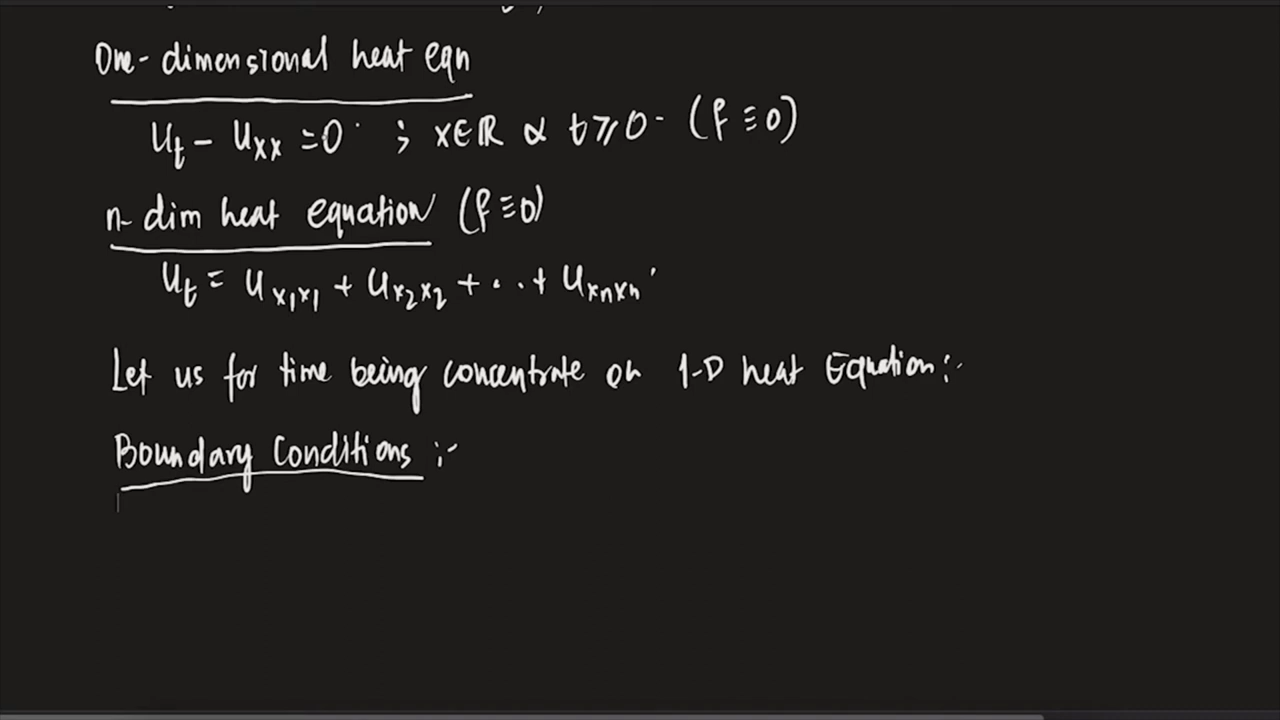 One-dimensional heat eqn
u_t - u_xx = 0 ; x∈ℝ & t≥0. (f ≡ 0)
n-dim heat equation (f ≡ 0)
u_t = u_x₁x₁ + u_x₂x₂ + ... + u_xₙxₙ.
Let us for time being concentrate on 1-D heat Equation :-
Boundary Conditions :-